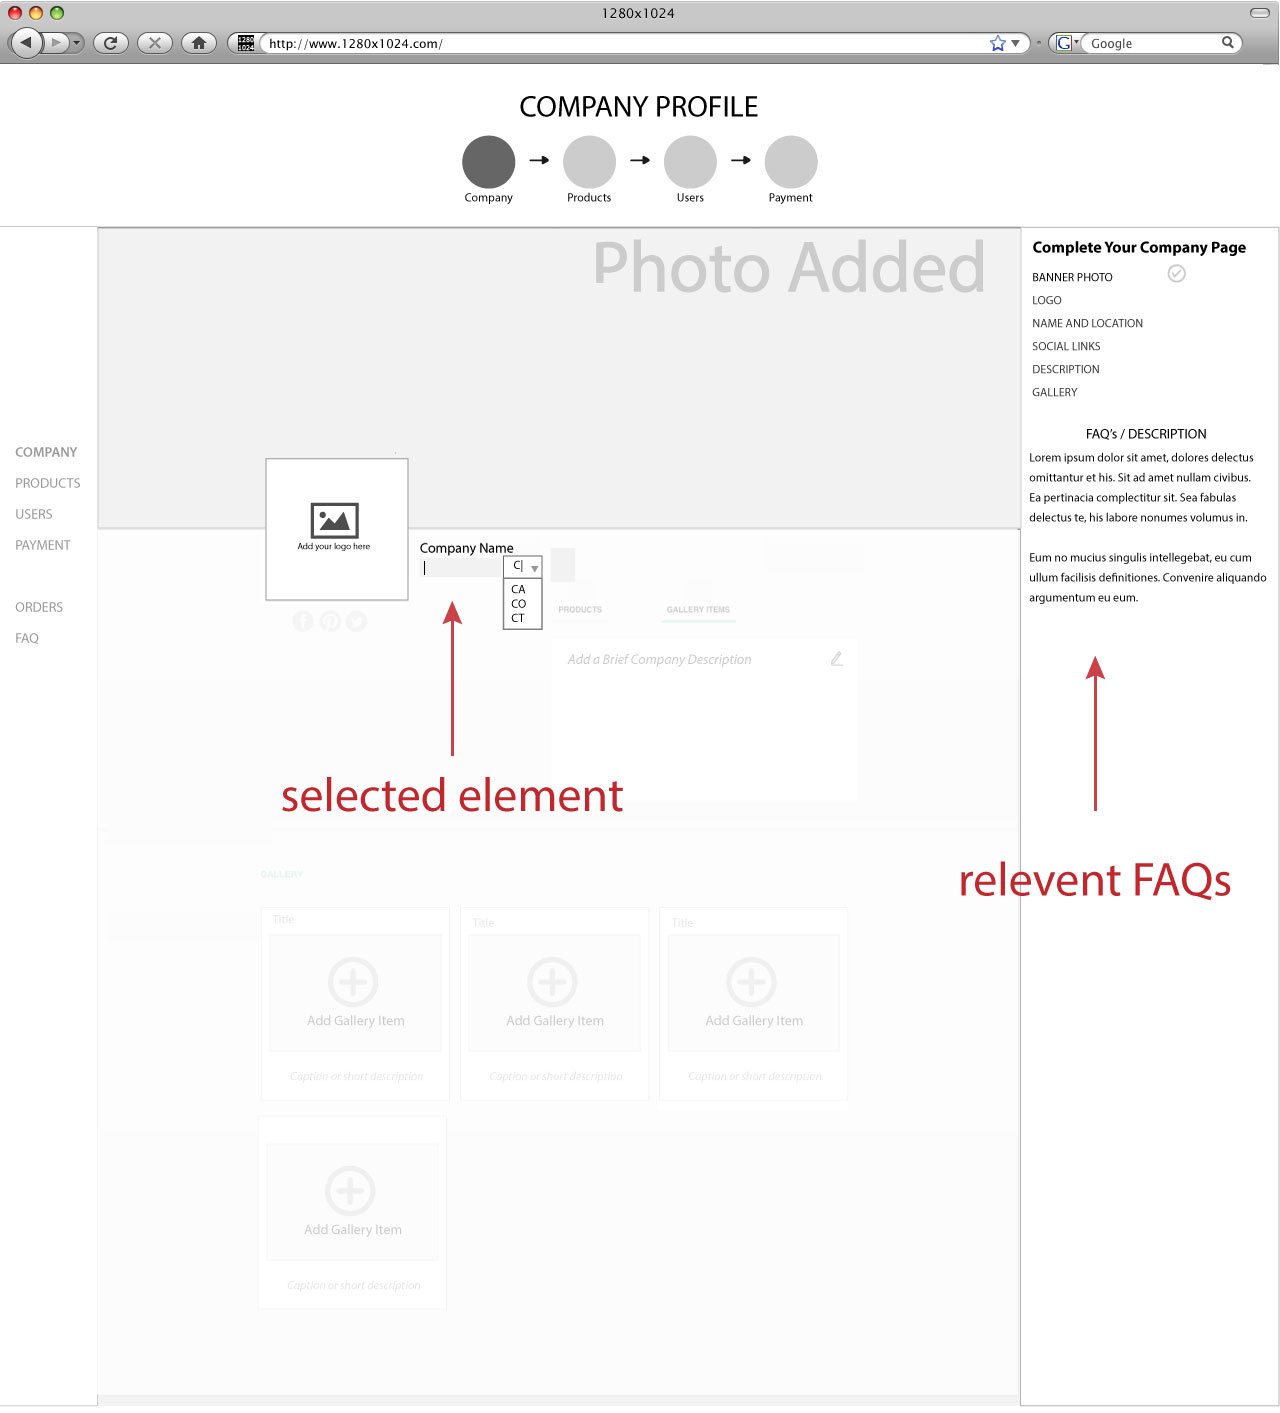 1280x1024
1280
1024
http://www.1280x1024.com/
G
Google
COMPANY PROFILE
Company
Products
Users
Payment
Photo Added
Complete Your Company Page
BANNER PHOTO
LOGO
NAME AND LOCATION
SOCIAL LINKS
DESCRIPTION
GALLERY
FAQ's / DESCRIPTION
Lorem ipsum dolor sit amet, dolores delectus
omittantur et his. Sit ad amet nullam civibus.
Ea pertinacia complectitur sit. Sea fabulas
delectus te, his labore nonumes volumus in.
Eum no mucius singulis intellegebat, eu cum
ullum facilisis definitiones. Convenire aliquando
argumentum eu eum.
relevent FAQs
COMPANY
PRODUCTS
USERS
PAYMENT
ORDERS
FAQ
Add your logo here
Company Name
C
CA
CO
CT
PRODUCTS
GALLERY ITEMS
Add a Brief Company Description
selected element
GALLERY
Title
Add Gallery Item
Caption or short description
Title
Add Gallery Item
Caption or short description
Title
Add Gallery Item
Caption or short description
Add Gallery Item
Caption or short description